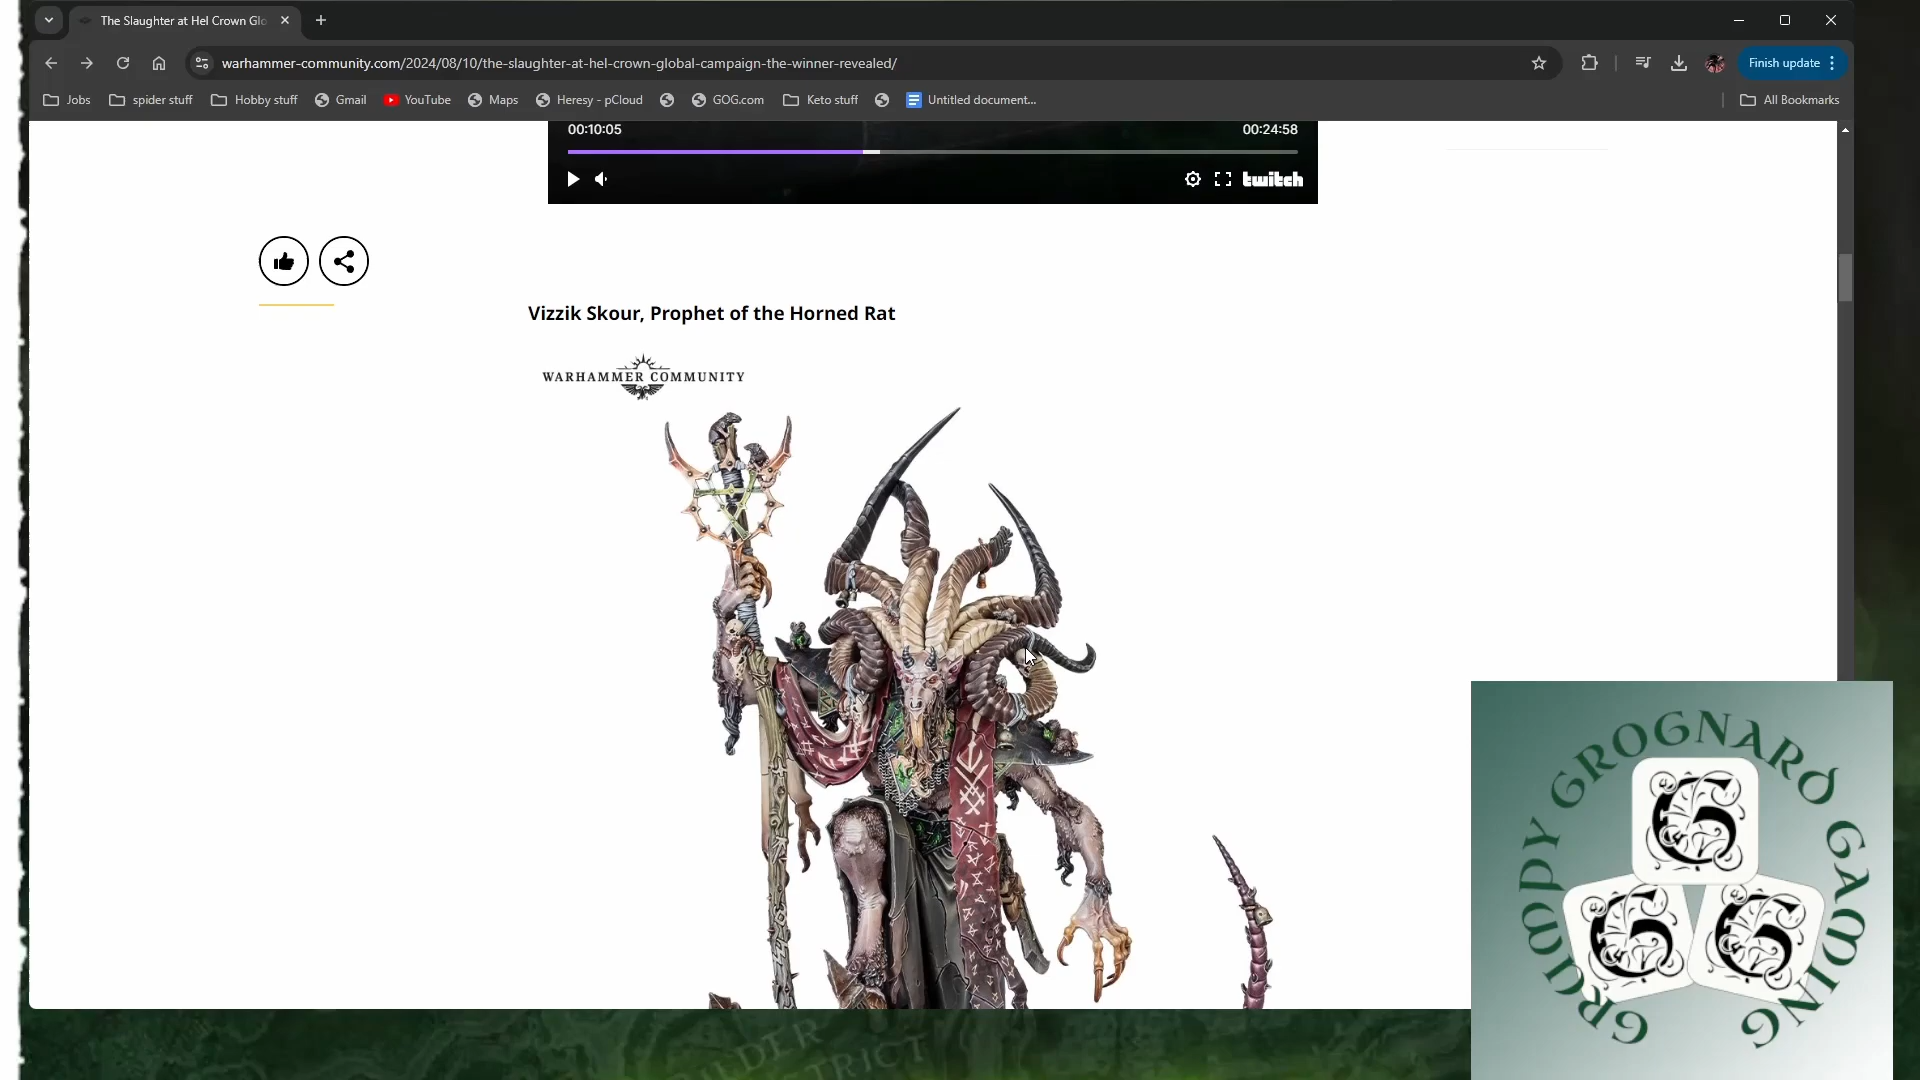 The Slaughter at Hel Crown Glo
warhammer-community.com/2024/08/10/the-slaughter-at-hel-crown-global-campaign-the-winner-revealed/
Finish update
Jobs
spider stuff
Hobby stuff
Gmail
YouTube
Maps
Heresy - pCloud
GOG.com
Keto stuff
Untitled document...
All Bookmarks
00:10:05
00:24:58
twitch
Vizzik Skour, Prophet of the Horned Rat
WARHAMMER COMMUNITY
GRUMPY GROGNARD GAMING
G
G
G